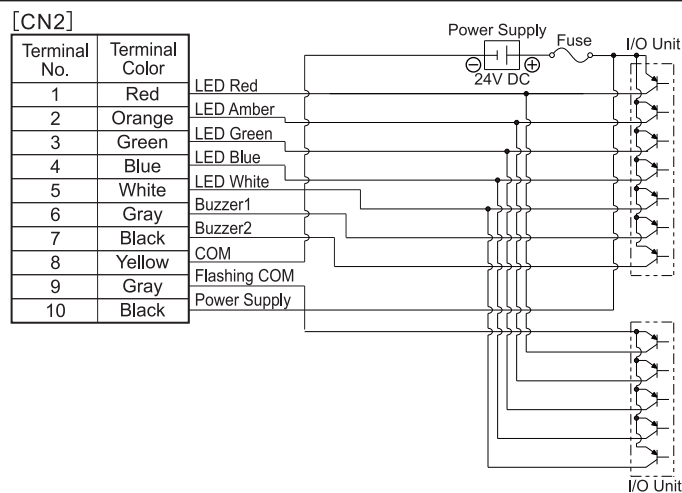 [CN2]
Terminal No. Terminal Color
1 Red
2 Orange
3 Green
4 Blue
5 White
6 Gray
7 Black
8 Yellow
9 Gray
10 Black
LED Red
LED Amber
LED Green
LED Blue
LED White
Buzzer1
Buzzer2
COM
Flashing COM
Power Supply
Power Supply
24V DC
Fuse
I/O Unit
I/O Unit